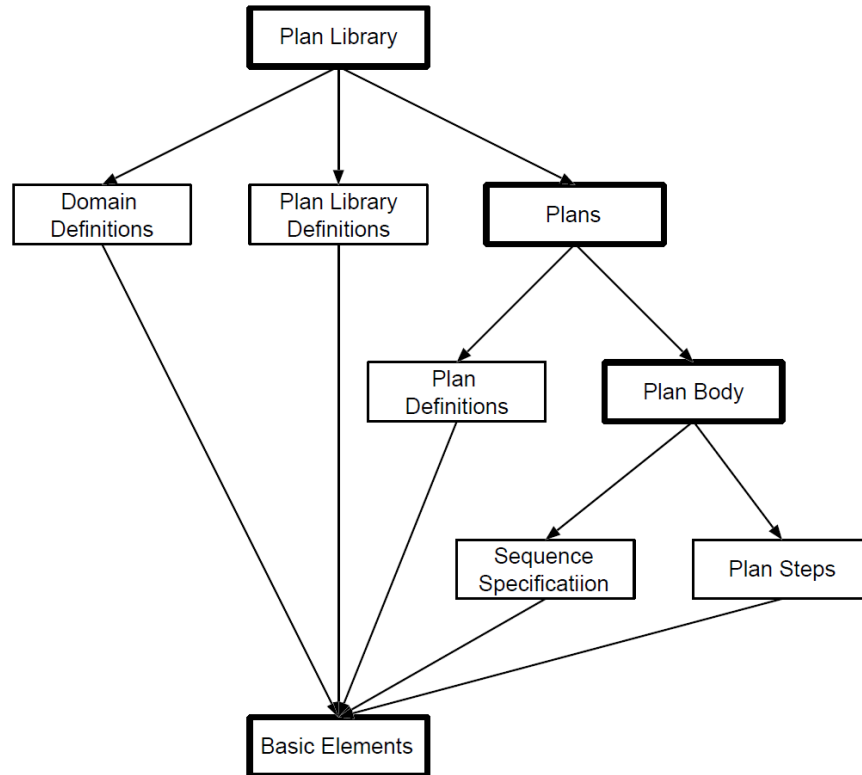 Plan Library
Domain
Definitions
Plan Library
Definitions
Plans
Plan
Definitions
Plan Body
Sequence
Specificatiion
Plan Steps
Basic Elements